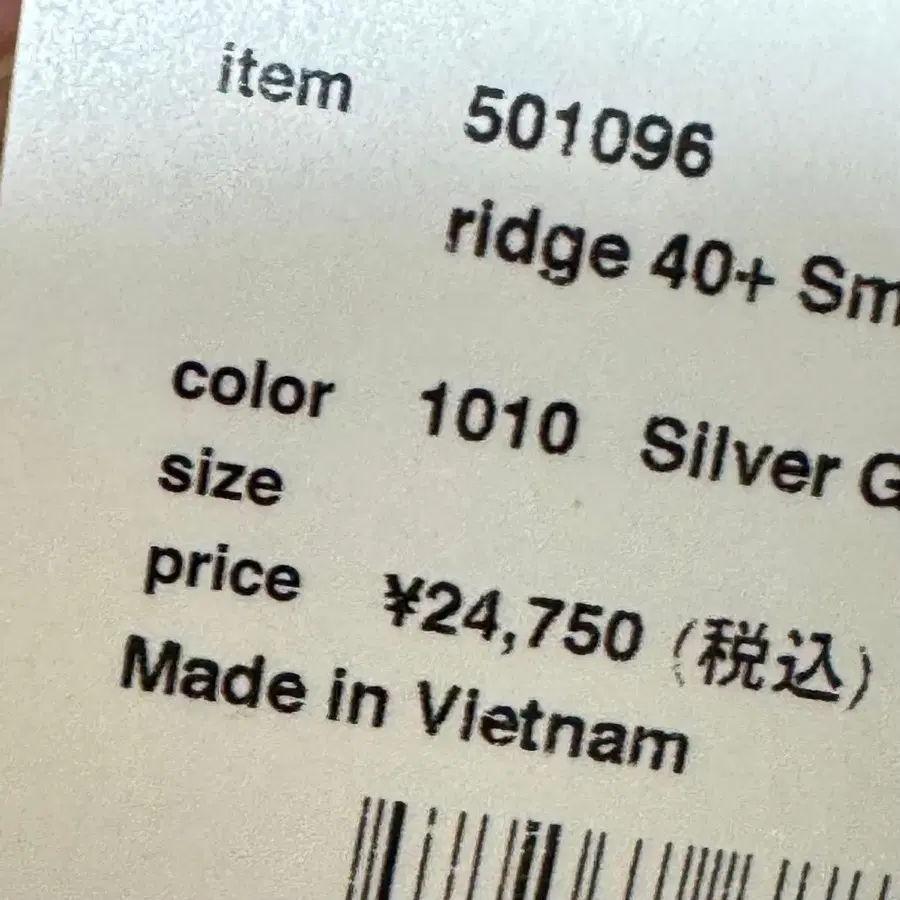 item 501096
ridge 40+ Sm
color 1010 Silver G
size
price ¥24,750 (税込)
Made in Vietnam